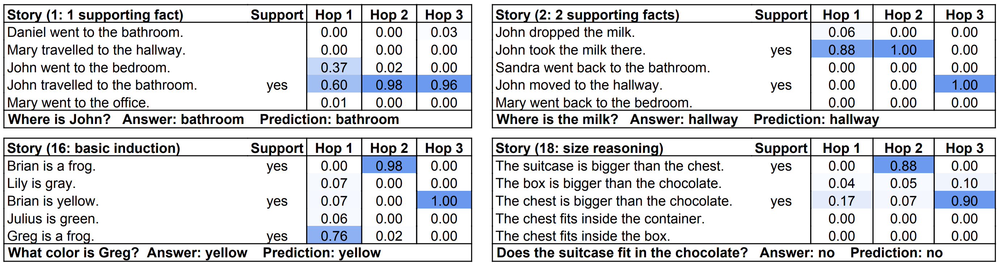 Story (1: 1 supporting fact) Support Hop 1 Hop 2 Hop 3
Daniel went to the bathroom. 0.00 0.00 0.03
Mary travelled to the hallway. 0.00 0.00 0.00
John went to the bedroom. 0.37 0.02 0.00
John travelled to the bathroom. yes 0.60 0.98 0.96
Mary went to the office. 0.01 0.00 0.00
Where is John? Answer: bathroom Prediction: bathroom
Story (2: 2 supporting facts) Support Hop 1 Hop 2 Hop 3
John dropped the milk. 0.06 0.00 0.00
John took the milk there. yes 0.88 1.00 0.00
Sandra went back to the bathroom. 0.00 0.00 0.00
John moved to the hallway. yes 0.00 0.00 1.00
Mary went back to the bedroom. 0.00 0.00 0.00
Where is the milk? Answer: hallway Prediction: hallway
Story (16: basic induction) Support Hop 1 Hop 2 Hop 3
Brian is a frog. yes 0.00 0.98 0.00
Lily is gray. 0.07 0.00 0.00
Brian is yellow. yes 0.07 0.00 1.00
Julius is green. 0.06 0.00 0.00
Greg is a frog. yes 0.76 0.02 0.00
What color is Greg? Answer: yellow Prediction: yellow
Story (18: size reasoning) Support Hop 1 Hop 2 Hop 3
The suitcase is bigger than the chest. yes 0.00 0.88 0.00
The box is bigger than the chocolate. 0.04 0.05 0.10
The chest is bigger than the chocolate. yes 0.17 0.07 0.90
The chest fits inside the container. 0.00 0.00 0.00
The chest fits inside the box. 0.00 0.00 0.00
Does the suitcase fit in the chocolate? Answer: no Prediction: no